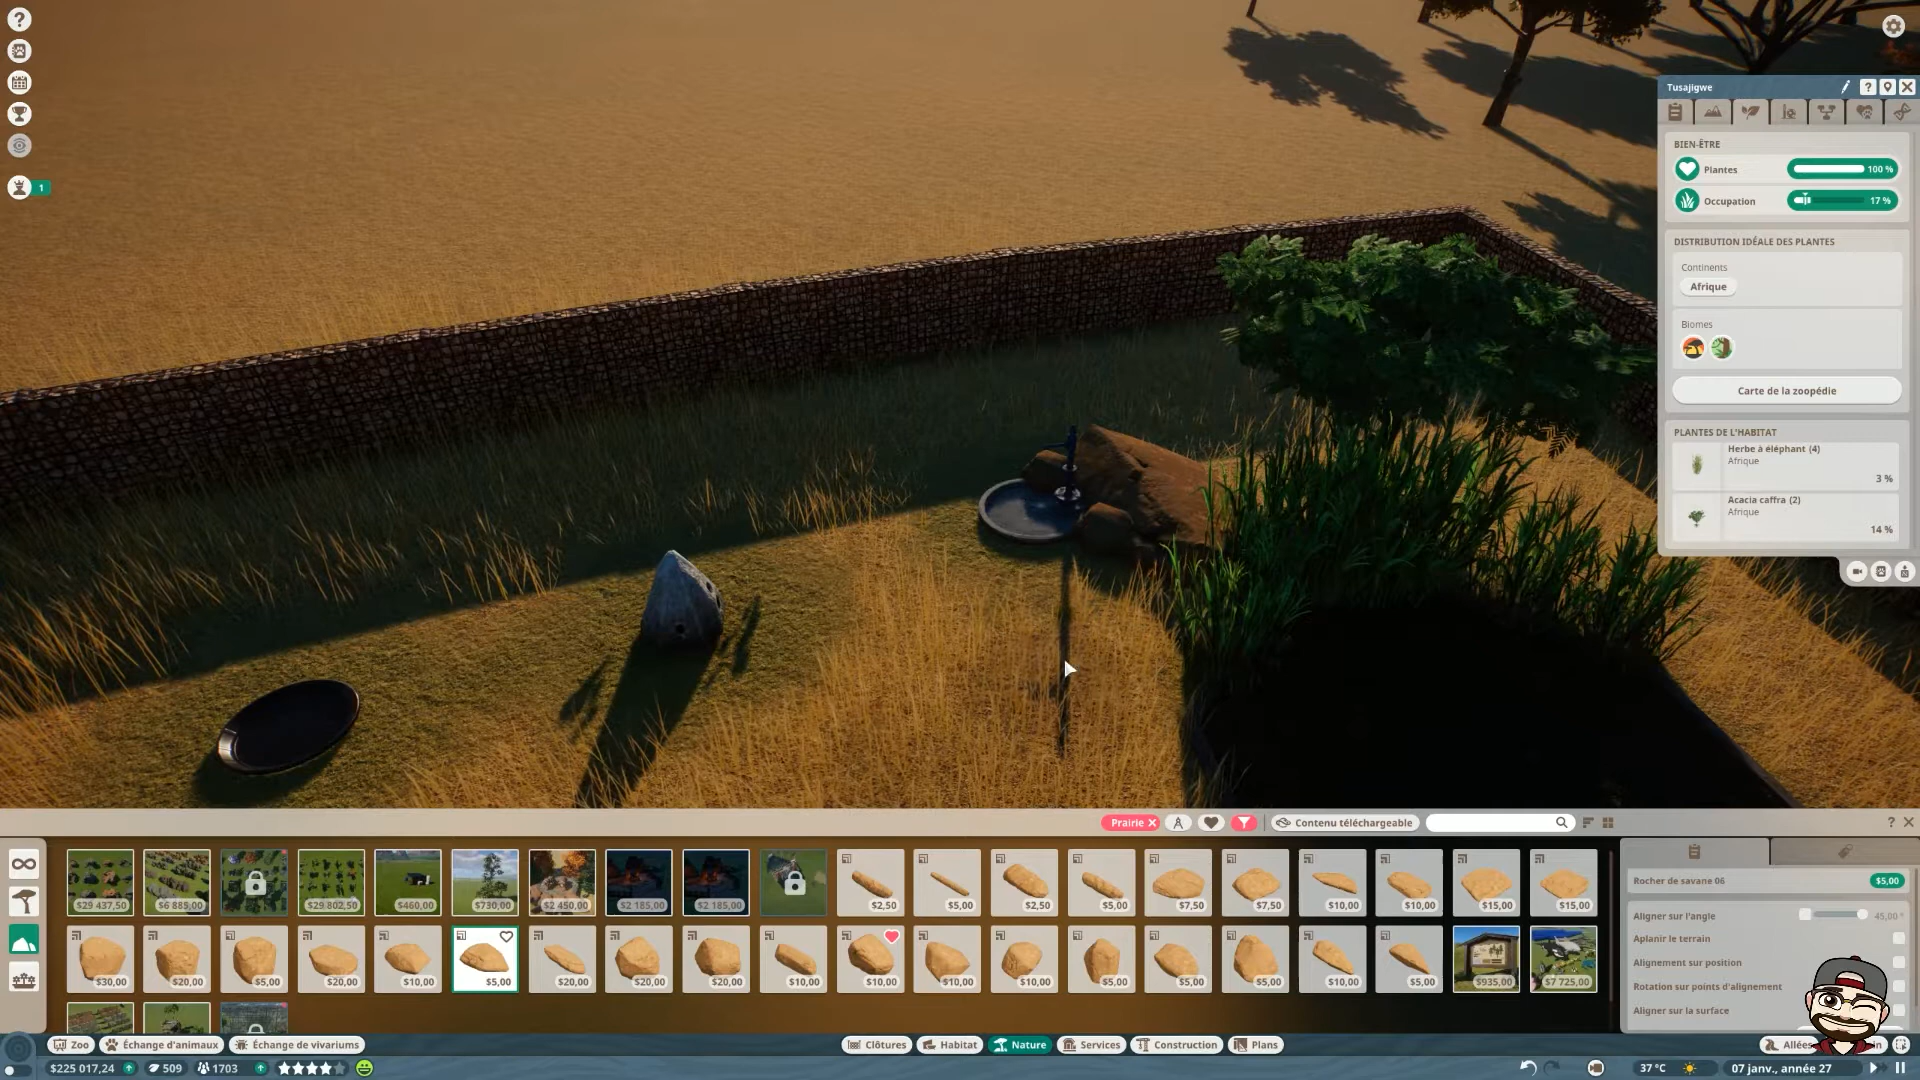 ?
1
Tusajigwe
?
BIEN-ÊTRE
Plantes
100 %
Occupation
17 %
DISTRIBUTION IDÉALE DES PLANTES
Continents
Afrique
Biomes
Carte de la zoopédie
PLANTES DE L'HABITAT
Herbe à éléphant (4)
Afrique
3 %
Acacia caffra (2)
Afrique
14 %
Prairie
Contenu téléchargeable
?
$29 437,50
$6 885,00
$29 802,50
$460,00
$730,00
$2 450,00
$2 185,00
$2 185,00
$2,50
$5,00
$2,50
$5,00
$7,50
$7,50
$10,00
$10,00
$15,00
$15,00
$30,00
$20,00
$5,00
$20,00
$10,00
$5,00
$20,00
$20,00
$20,00
$10,00
$10,00
$10,00
$10,00
$5,00
$5,00
$5,00
$10,00
$5,00
$935,00
$7 725,00
Rocher de savane 06
$5,00
Aligner sur l'angle
45,00°
Aplanir le terrain
Alignement sur position
Rotation sur points d'alignement
Aligner sur la surface
Zoo
Échange d'animaux
Échange de vivariums
Clôtures
Habitat
Nature
Services
Construction
Plans
Allées
$225 017,24
509
1703
37 °C
07 janv., année 27